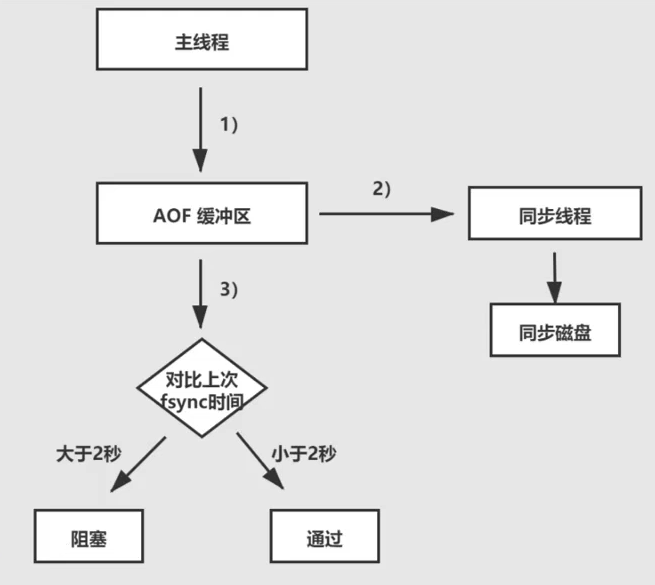 主线程
1）
AOF 缓冲区
2）
同步线程
3）
同步磁盘
对比上次
fsync时间
大于2秒
小于2秒
阻塞
通过